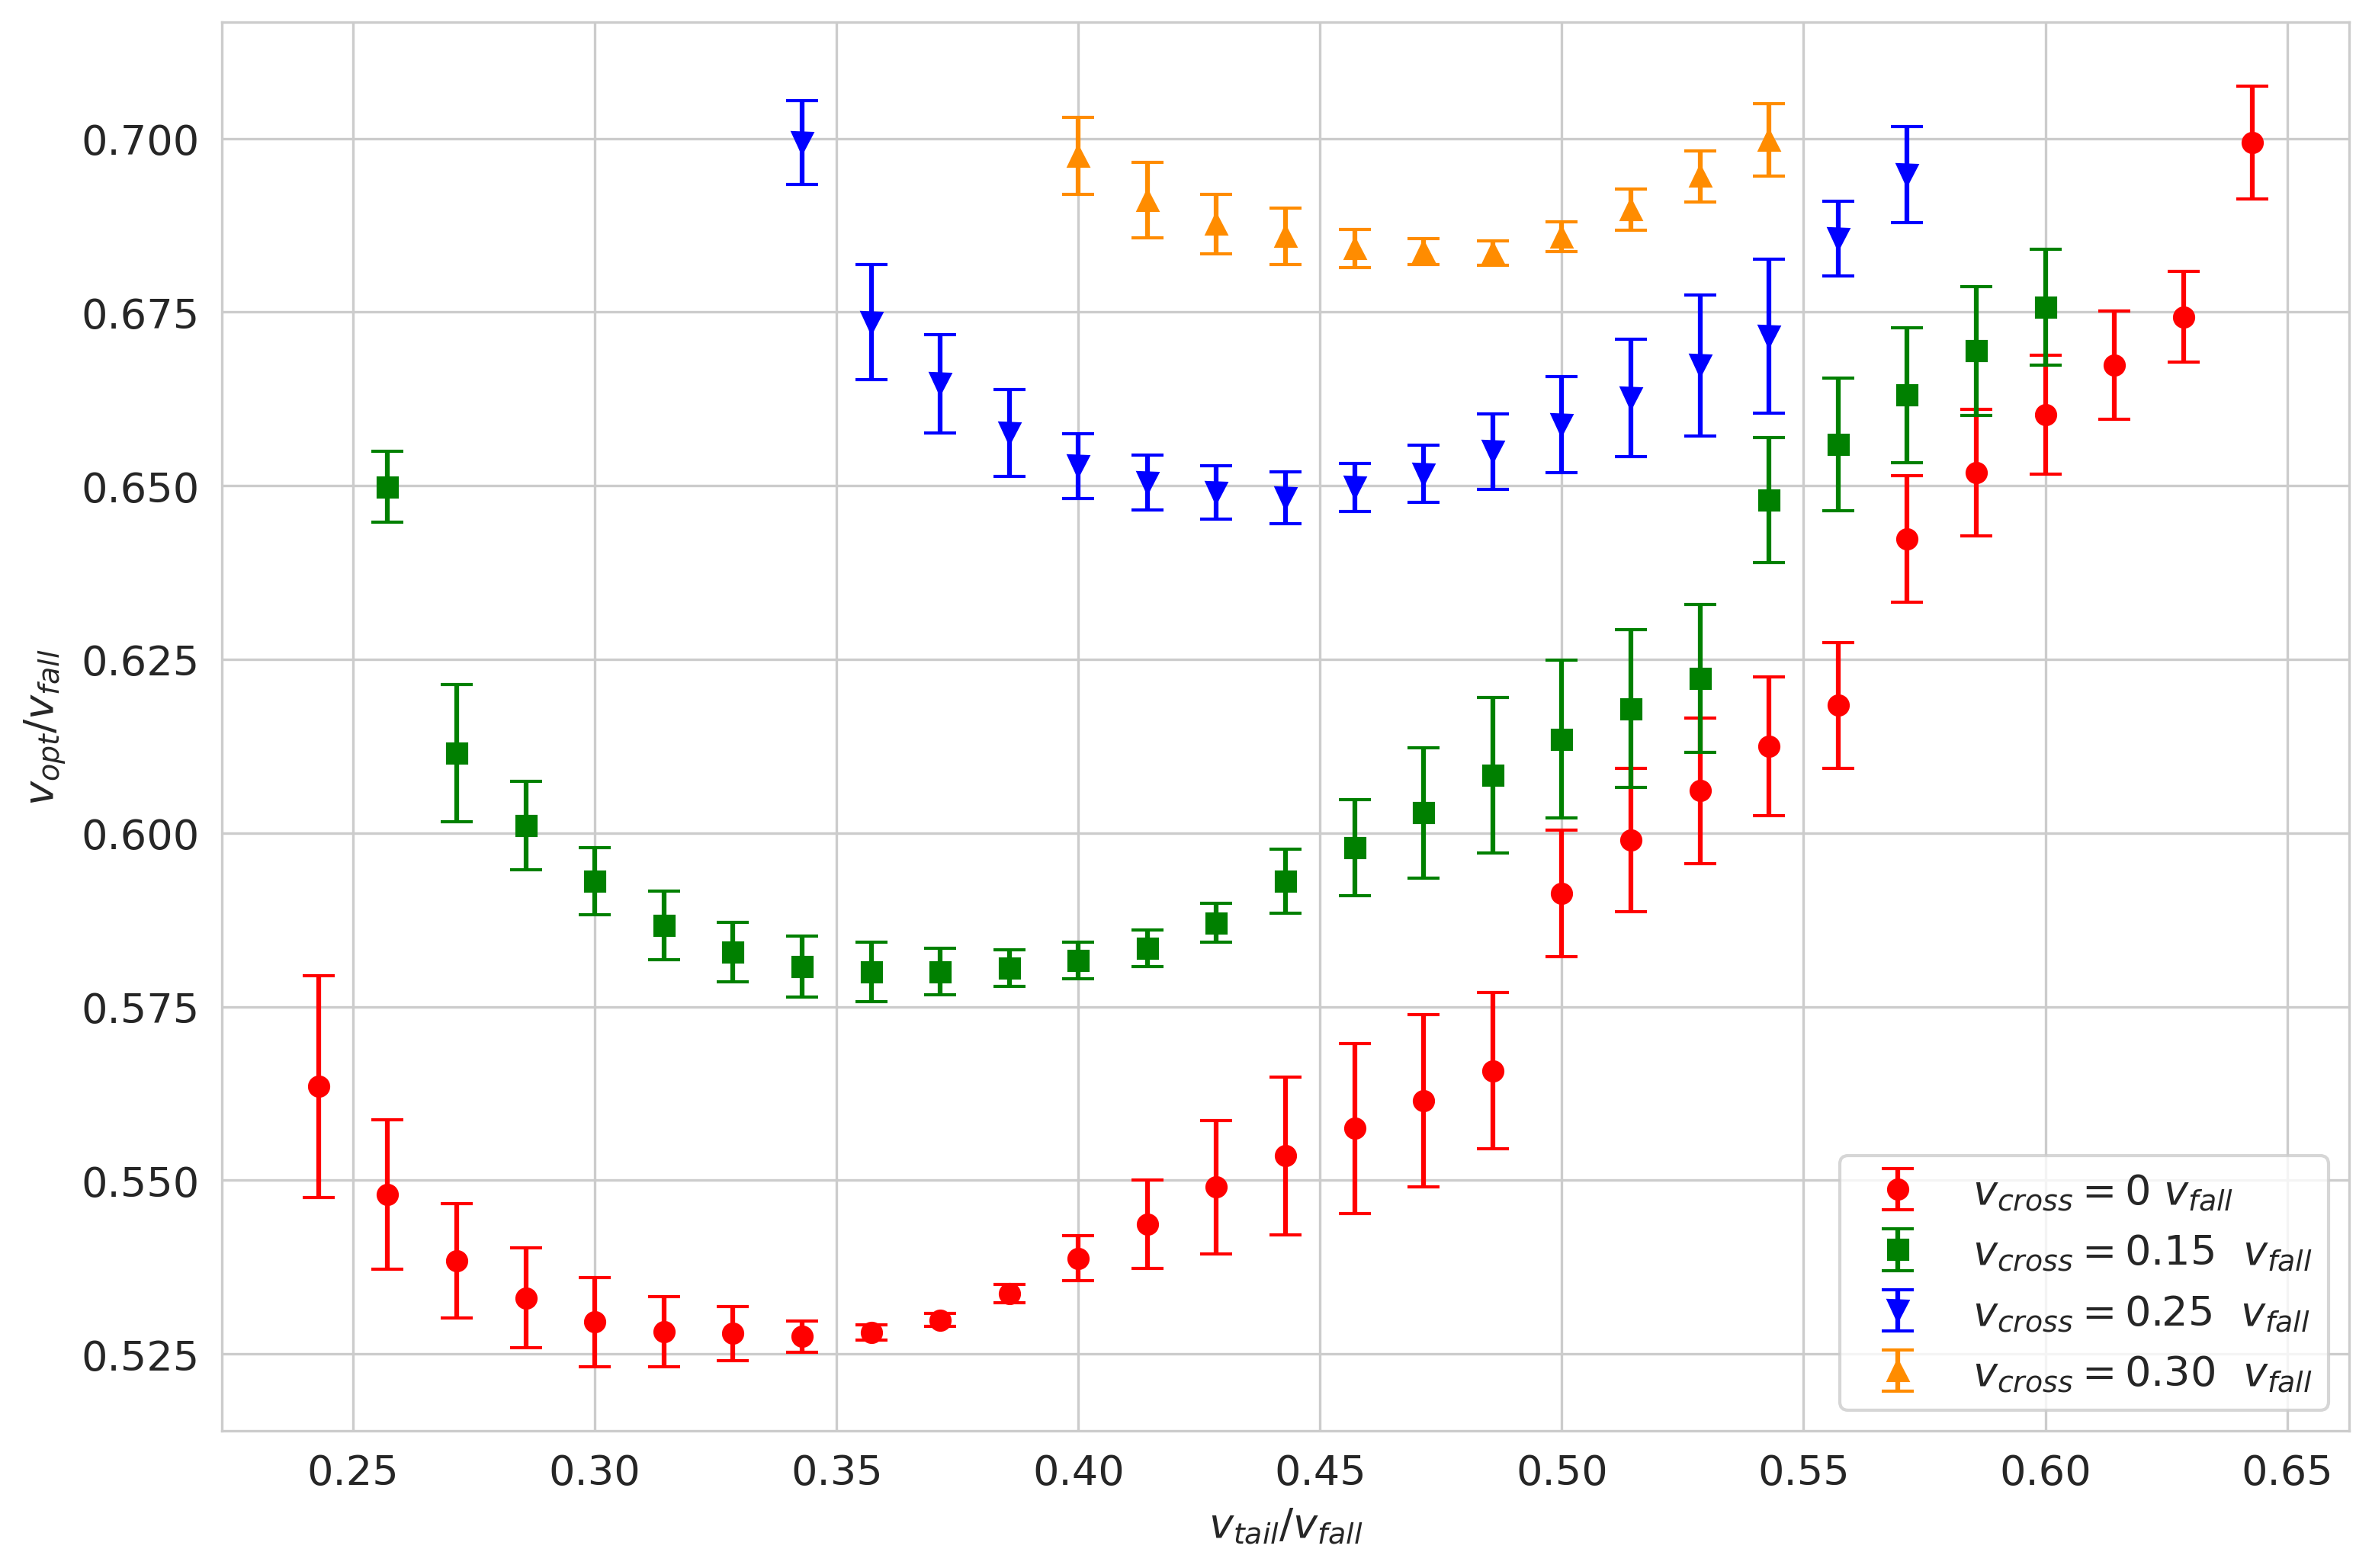 0.700
0.675
0.650
0.625
0.600
0.575
0.550
0.525
v_opt/v_fall
0.25 0.30 0.35 0.40 0.45 0.50 0.55 0.60 0.65
v_tail/v_fall
v_cross = 0 v_fall
v_cross = 0.15 v_fall
v_cross = 0.25 v_fall
v_cross = 0.30 v_fall